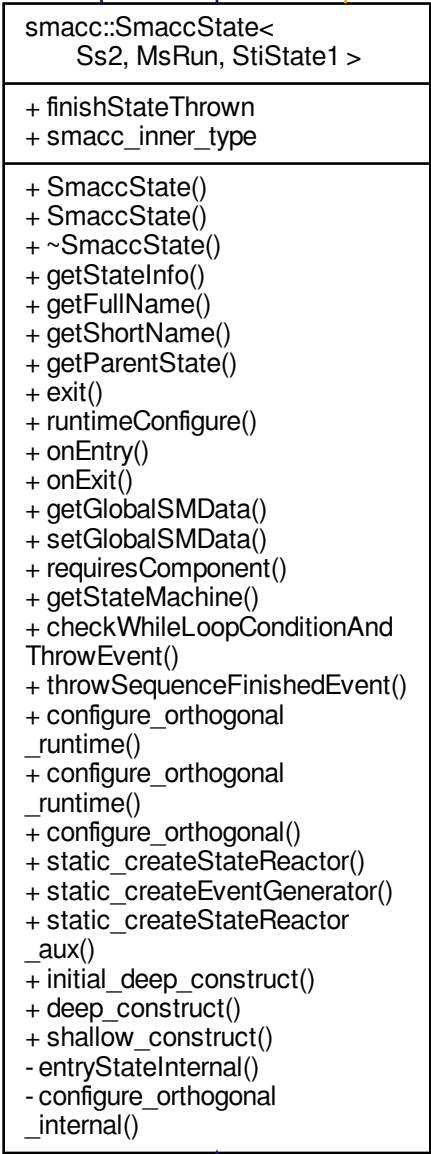 smacc::SmaccState<
Ss2, MsRun, StiState1 >
+ finishStateThrown
+ smacc_inner_type
+ SmaccState()
+ SmaccState()
+ ~SmaccState()
+ getStateInfo()
+ getFullName()
+ getShortName()
+ getParentState()
+ exit()
+ runtimeConfigure()
+ onEntry()
+ onExit()
+ getGlobalSMData()
+ setGlobalSMData()
+ requiresComponent()
+ getStateMachine()
+ checkWhileLoopConditionAnd
ThrowEvent()
+ throwSequenceFinishedEvent()
+ configure_orthogonal
_runtime()
+ configure_orthogonal
_runtime()
+ configure_orthogonal()
+ static_createStateReactor()
+ static_createEventGenerator()
+ static_createStateReactor
_aux()
+ initial_deep_construct()
+ deep_construct()
+ shallow_construct()
- entryStateInternal()
- configure_orthogonal
_internal()